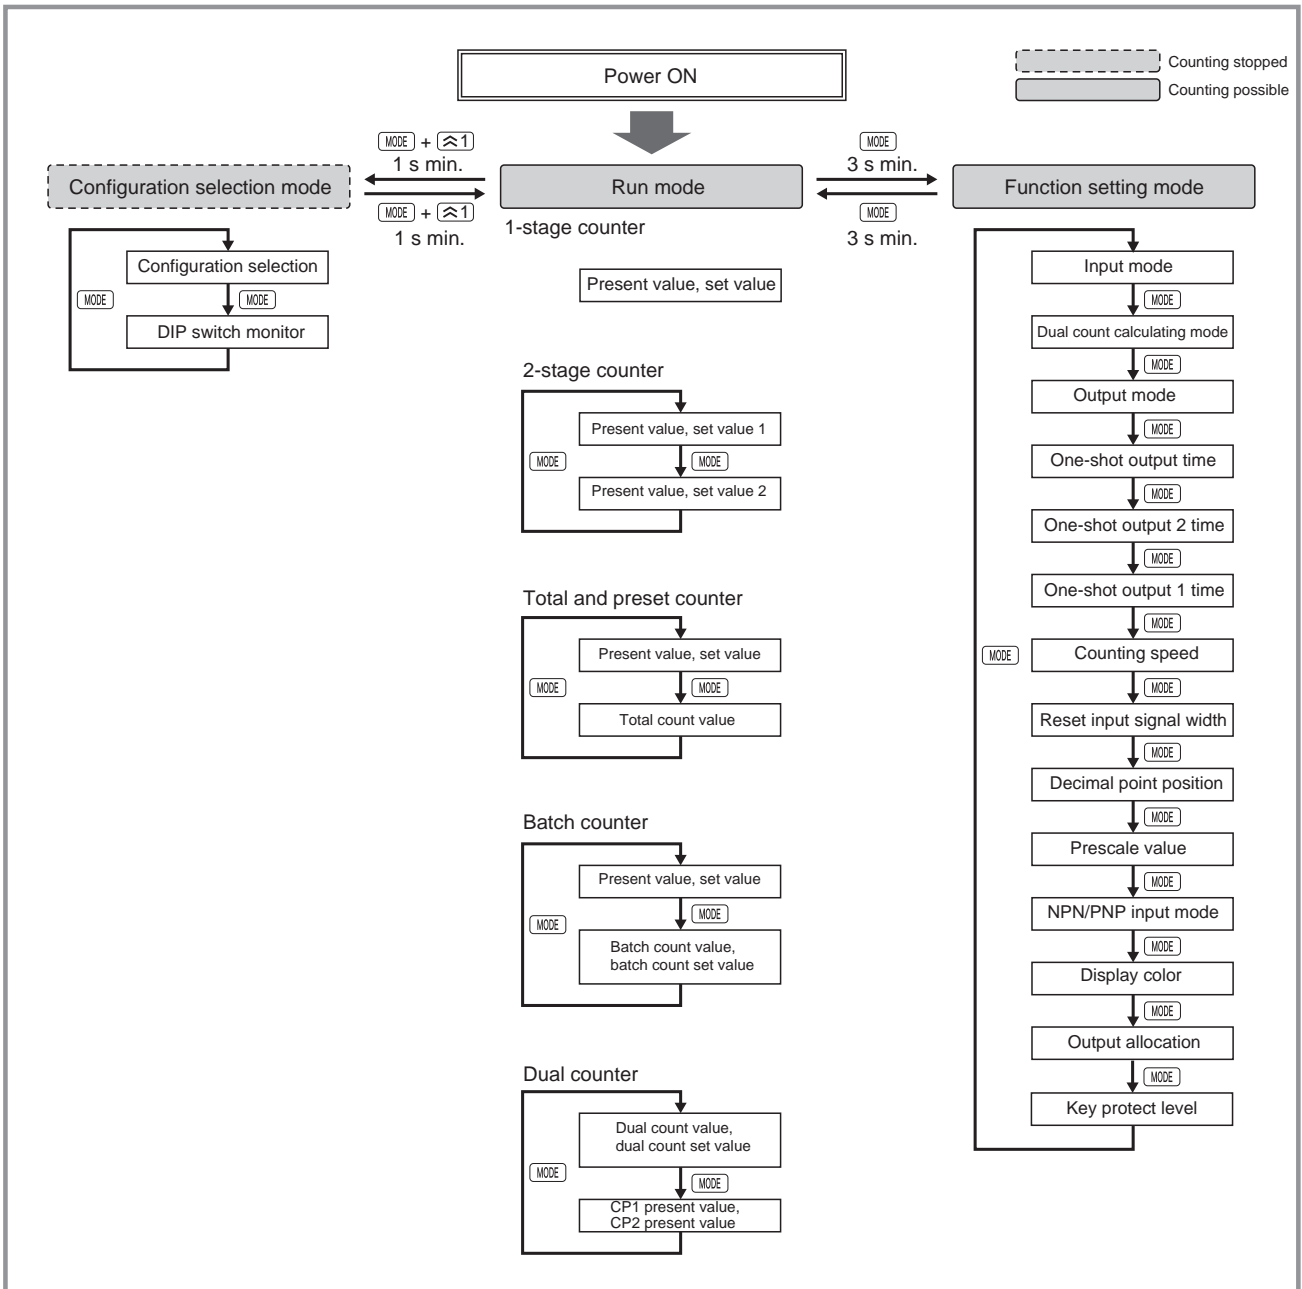 Power ON
Counting stopped
Counting possible
MODE + ︽1
1 s min.
MODE
3 s min.
Configuration selection mode
Run mode
Function setting mode
MODE + ︽1
1 s min.
MODE
3 s min.
Configuration selection
MODE
MODE
DIP switch monitor
1-stage counter
Present value, set value
2-stage counter
Present value, set value 1
MODE
MODE
Present value, set value 2
Total and preset counter
Present value, set value
MODE
MODE
Total count value
Batch counter
Present value, set value
MODE
MODE
Batch count value,
batch count set value
Dual counter
Dual count value,
dual count set value
MODE
MODE
CP1 present value,
CP2 present value
Input mode
MODE
Dual count calculating mode
MODE
Output mode
MODE
One-shot output time
MODE
One-shot output 2 time
MODE
One-shot output 1 time
MODE
MODE
Counting speed
MODE
Reset input signal width
MODE
Decimal point position
MODE
Prescale value
MODE
NPN/PNP input mode
MODE
Display color
MODE
Output allocation
MODE
Key protect level